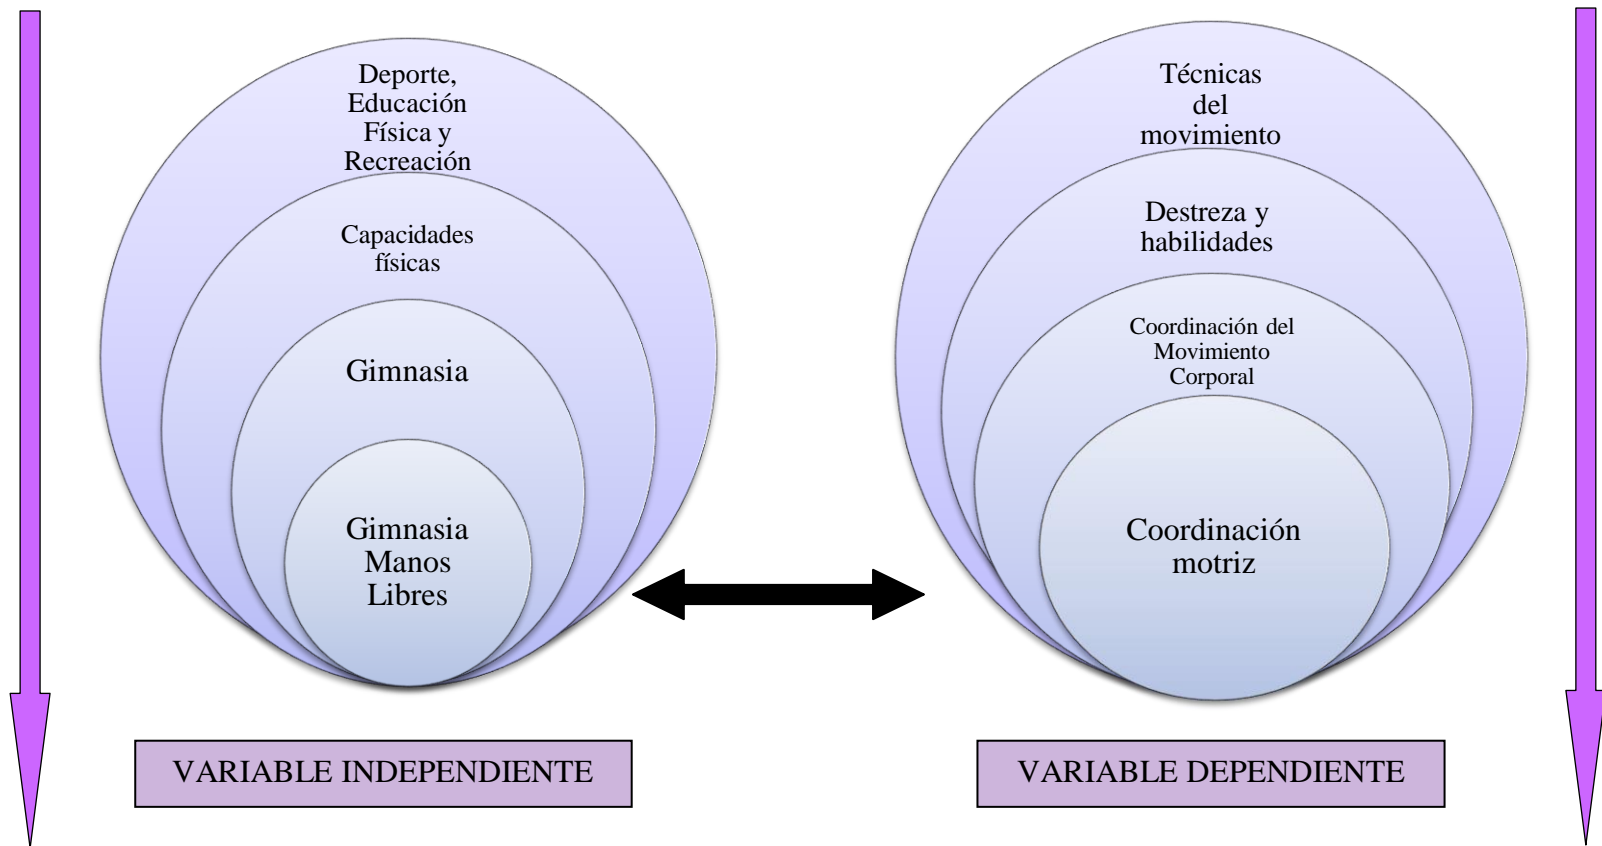 Deporte,
Educación
Física y
Recreación
Capacidades
físicas
Gimnasia
Gimnasia
Manos
Libres
VARIABLE INDEPENDIENTE
Técnicas
del
movimiento
Destreza y
habilidades
Coordinación del
Movimiento
Corporal
Coordinación
motriz
VARIABLE DEPENDIENTE